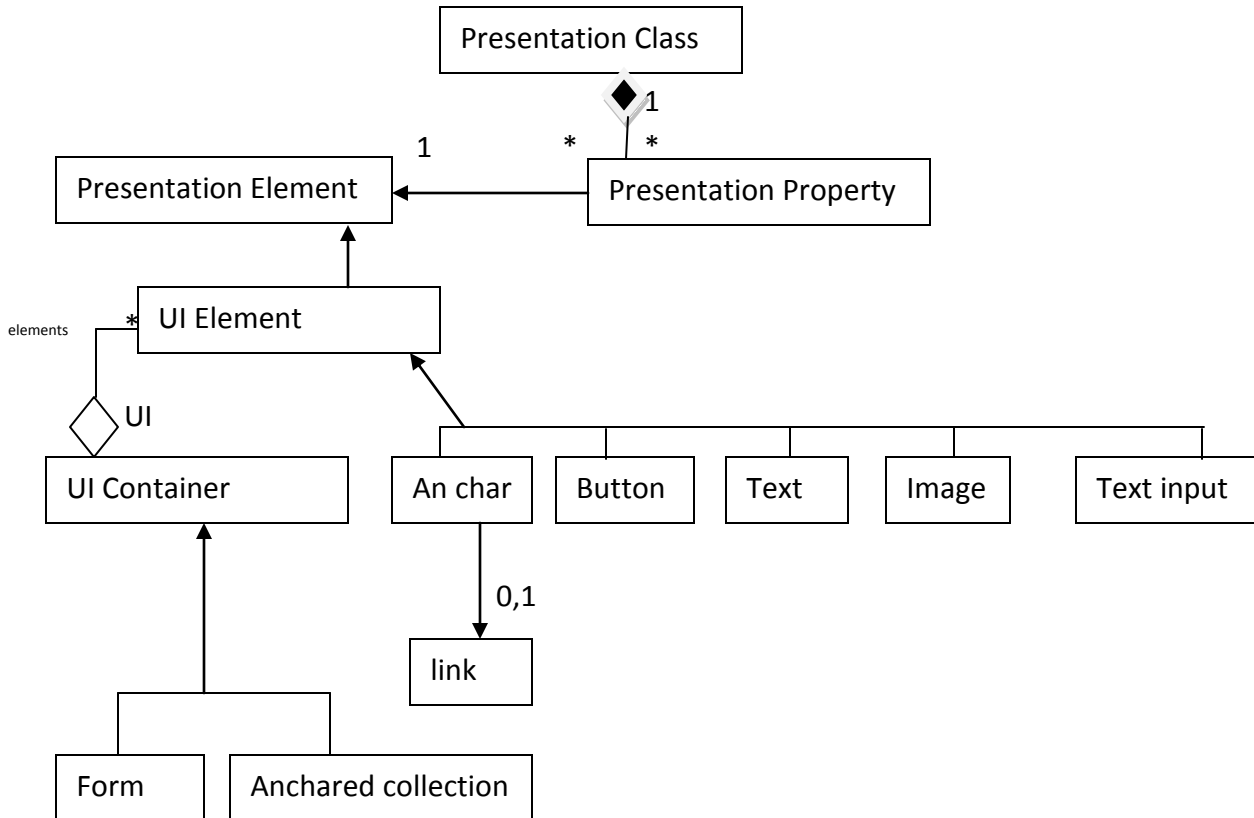 Presentation Class
1
1
*
*
Presentation Element
Presentation Property
elements
*
UI Element
UI
UI Container
An char
Button
Text
Image
Text input
0,1
link
Form
Anchared collection